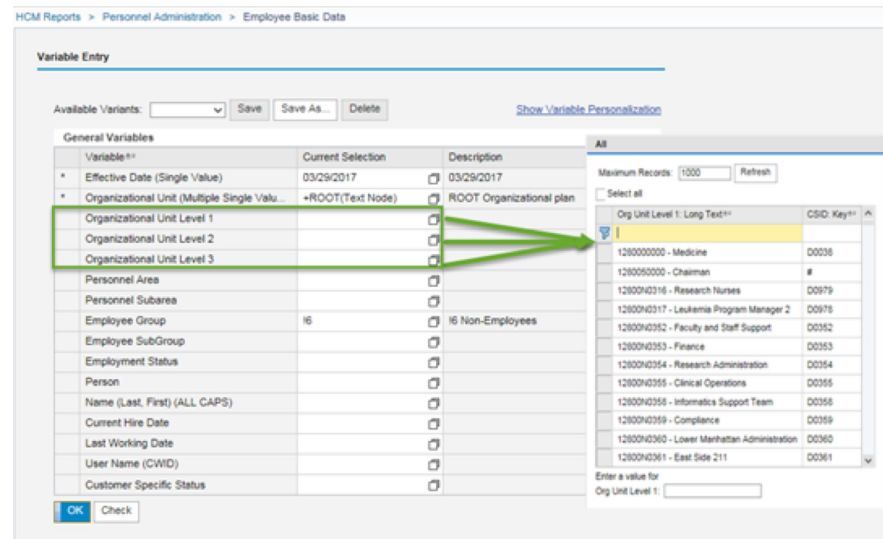 HCM Reports > Personnel Administration > Employee Basic Data
Variable Entry
Available Variants: Save Save As... Delete Show Variable Personalization
General Variables
Variable Current Selection Description
* Effective Date (Single Value) 03/29/2017 03/29/2017
* Organizational Unit (Multiple Single Valu... +ROOT(Text Node) ROOT Organizational plan
Organizational Unit Level 1
Organizational Unit Level 2
Organizational Unit Level 3
Personnel Area
Personnel Subarea
Employee Group !6 !6 Non-Employees
Employee SubGroup
Employment Status
Person
Name (Last, First) (ALL CAPS)
Current Hire Date
Last Working Date
User Name (CWID)
Customer Specific Status
OK Check
All
Maximum Records: 1000 Refresh
Select all
Org Unit Level 1: Long Text CSID: Key
1280000000 - Medicine D0036
1280050000 - Chairman #
12800N0316 - Research Nurses D0979
12800N0317 - Leukemia Program Manager 2 D0978
12800N0352 - Faculty and Staff Support D0352
12800N0353 - Finance D0353
12800N0354 - Research Administration D0354
12800N0355 - Clinical Operations D0355
12800N0358 - Informatics Support Team D0358
12800N0359 - Compliance D0359
12800N0360 - Lower Manhattan Administration D0360
12800N0361 - East Side 211 D0361
Enter a value for
Org Unit Level 1: